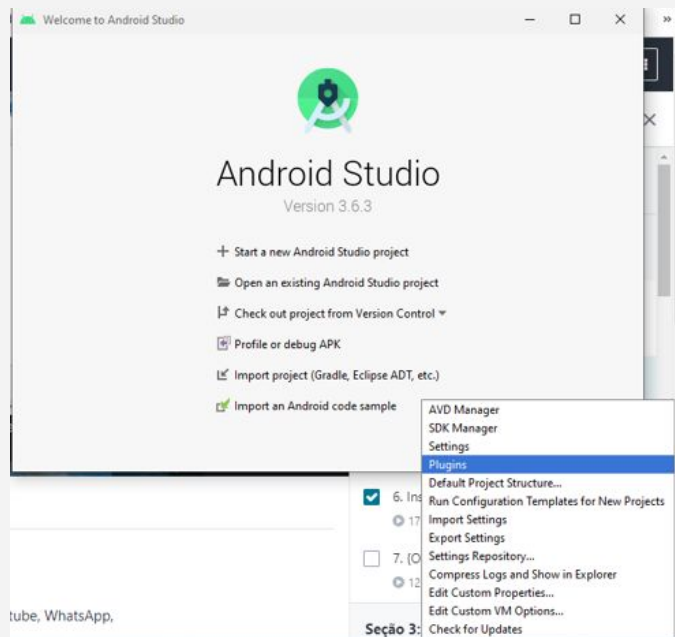 Welcome to Android Studio
Android Studio
Version 3.6.3
Start a new Android Studio project
Open an existing Android Studio project
Check out project from Version Control
Profile or debug APK
Import project (Gradle, Eclipse ADT, etc.)
Import an Android code sample
AVD Manager
SDK Manager
Settings
Plugins
Default Project Structure...
Run Configuration Templates for New Projects
Import Settings
Export Settings
Settings Repository...
Compress Logs and Show in Explorer
Edit Custom Properties...
Edit Custom VM Options...
Check for Updates
6. Ins
17
7. (O
12
Seção 3:
tube, WhatsApp,